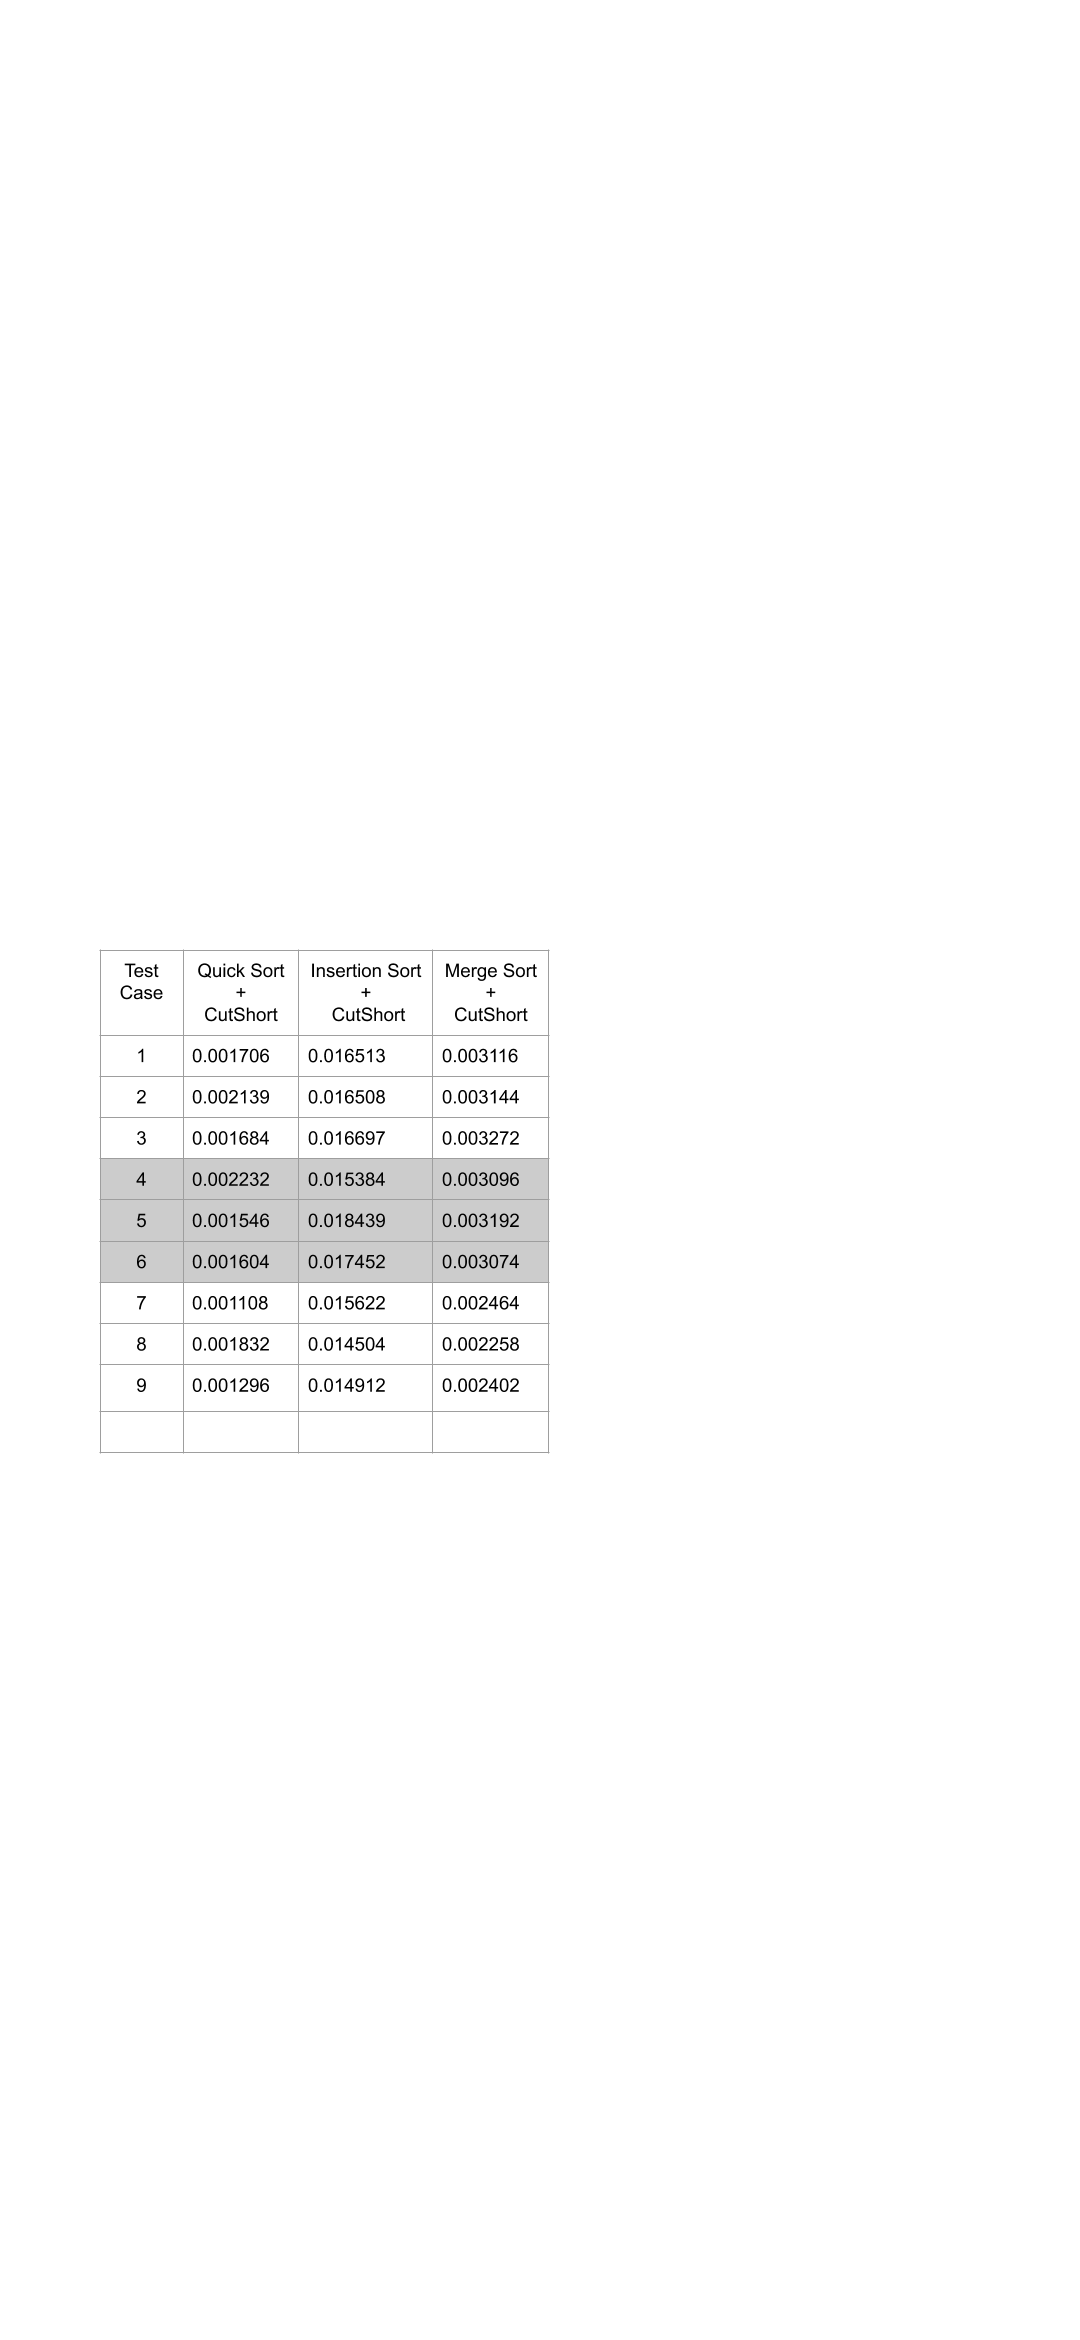 Test Case | Quick Sort + CutShort | Insertion Sort + CutShort | Merge Sort + CutShort
1 | 0.001706 | 0.016513 | 0.003116
2 | 0.002139 | 0.016508 | 0.003144
3 | 0.001684 | 0.016697 | 0.003272
4 | 0.002232 | 0.015384 | 0.003096
5 | 0.001546 | 0.018439 | 0.003192
6 | 0.001604 | 0.017452 | 0.003074
7 | 0.001108 | 0.015622 | 0.002464
8 | 0.001832 | 0.014504 | 0.002258
9 | 0.001296 | 0.014912 | 0.002402